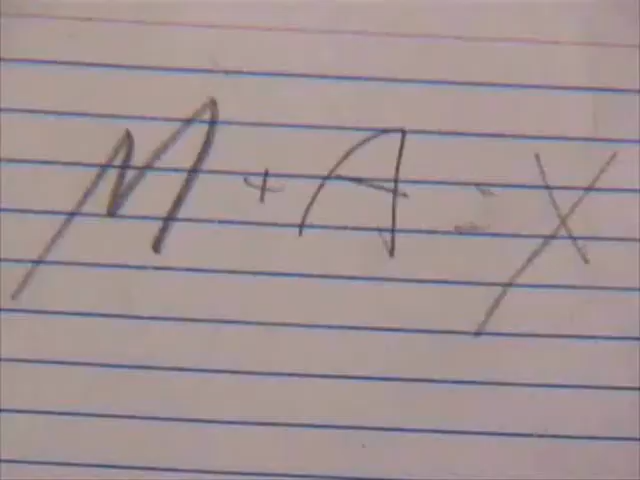 M + A = X